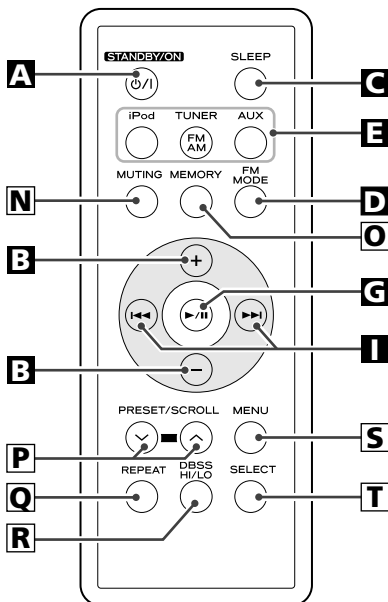 STANDBY/ON
SLEEP
A
⏻/I
C
iPod
TUNER
AUX
FM
AM
E
MUTING
MEMORY
FM
MODE
N
D
O
B
+
G
▶/II
I◀◀
▶▶I
I
B
−
PRESET/SCROLL
MENU
P
S
REPEAT
DBSS
HI/LO
SELECT
Q
T
R